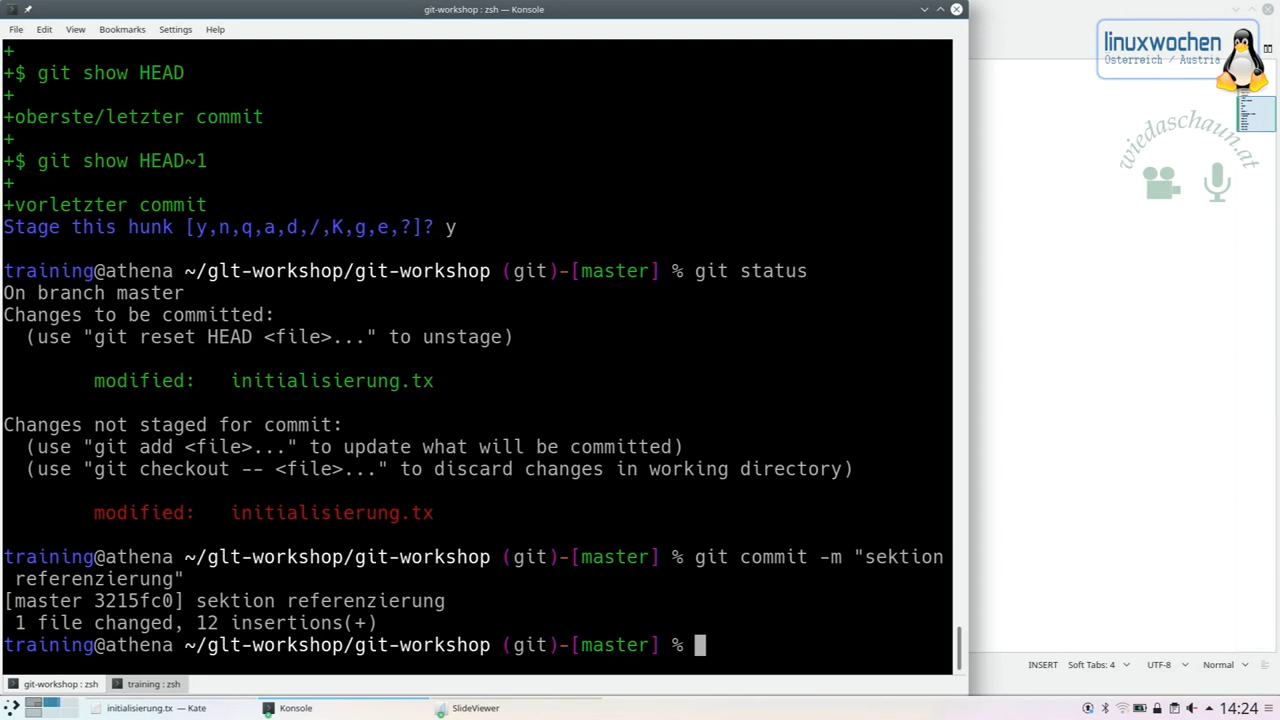 git-workshop : zsh — Konsole
File Edit View Bookmarks Settings Help
+
+$ git show HEAD
+
+oberste/letzter commit
+
+$ git show HEAD~1
+
+vorletzter commit
Stage this hunk [y,n,q,a,d,/,K,g,e,?]? y
training@athena ~/glt-workshop/git-workshop (git)-[master] % git status
On branch master
Changes to be committed:
  (use "git reset HEAD <file>..." to unstage)
        modified:   initialisierung.tx
Changes not staged for commit:
  (use "git add <file>..." to update what will be committed)
  (use "git checkout -- <file>..." to discard changes in working directory)
        modified:   initialisierung.tx
training@athena ~/glt-workshop/git-workshop (git)-[master] % git commit -m "sektion
 referenzierung"
[master 3215fc0] sektion referenzierung
 1 file changed, 12 insertions(+)
training@athena ~/glt-workshop/git-workshop (git)-[master] %
git-workshop : zsh training : zsh
linuxwochen
Österreich / Austria
wiedaschaun.at
INSERT Soft Tabs: 4 UTF-8 Normal
initialisierung.tx — Kate Konsole SlideViewer 14:24